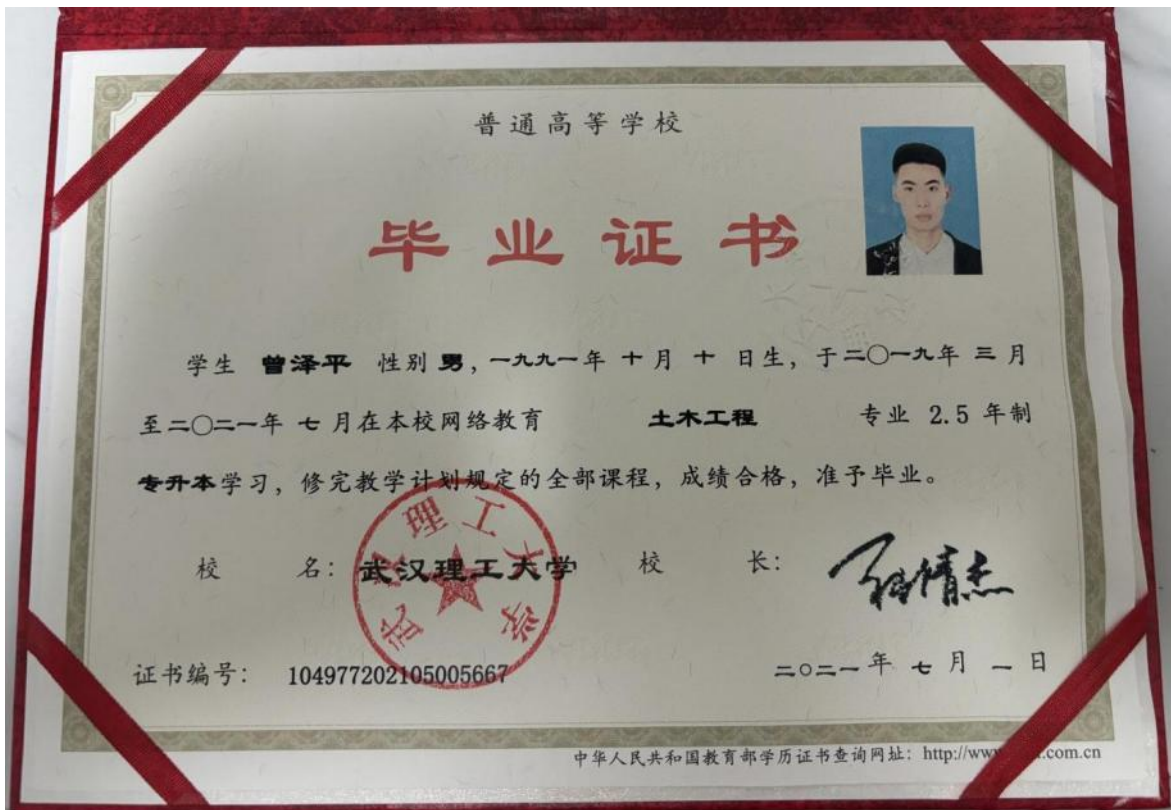 普通高等学校
毕业证书
学生 曾泽平 性别 男，一九九一年 十月 十 日生，于二〇一九年 三月
至二〇二一年 七月在本校网络教育 土木工程 专业 2.5 年制
专升本学习，修完教学计划规定的全部课程，成绩合格，准予毕业。
校 名：武汉理工大学 校 长：
武汉理工大学
证书编号： 104977202105005667 二〇二一年 七月 一 日
中华人民共和国教育部学历证书查询网址：http://www .com.cn